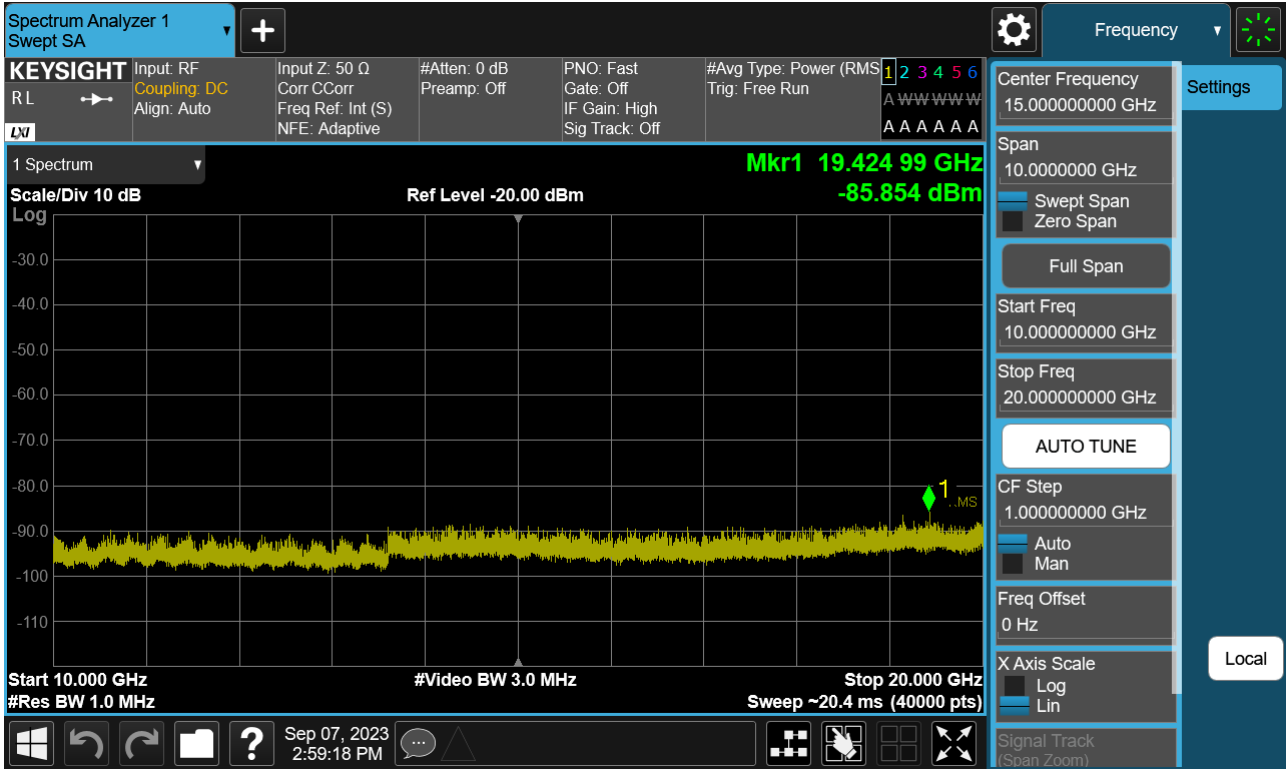 Spectrum Analyzer 1
Swept SA
Frequency
KEYSIGHT
R L
LXI
Input: RF
Coupling: DC
Align: Auto
Input Z: 50 Ω
Corr CCorr
Freq Ref: Int (S)
NFE: Adaptive
#Atten: 0 dB
Preamp: Off
PNO: Fast
Gate: Off
IF Gain: High
Sig Track: Off
#Avg Type: Power (RMS
Trig: Free Run
1 2 3 4 5 6
A W W W W W
A A A A A A
1 Spectrum
Scale/Div 10 dB
Ref Level -20.00 dBm
Mkr1 19.424 99 GHz
-85.854 dBm
Log
-30.0
-40.0
-50.0
-60.0
-70.0
-80.0
-90.0
-100
-110
1
Start 10.000 GHz
#Video BW 3.0 MHz
Stop 20.000 GHz
#Res BW 1.0 MHz
Sweep ~20.4 ms (40000 pts)
Sep 07, 2023
2:59:18 PM
Center Frequency
15.000000000 GHz
Span
10.0000000 GHz
Swept Span
Zero Span
Full Span
Start Freq
10.000000000 GHz
Stop Freq
20.000000000 GHz
AUTO TUNE
CF Step
1.000000000 GHz
Auto
Man
Freq Offset
0 Hz
X Axis Scale
Log
Lin
Signal Track
(Span Zoom)
Settings
Local